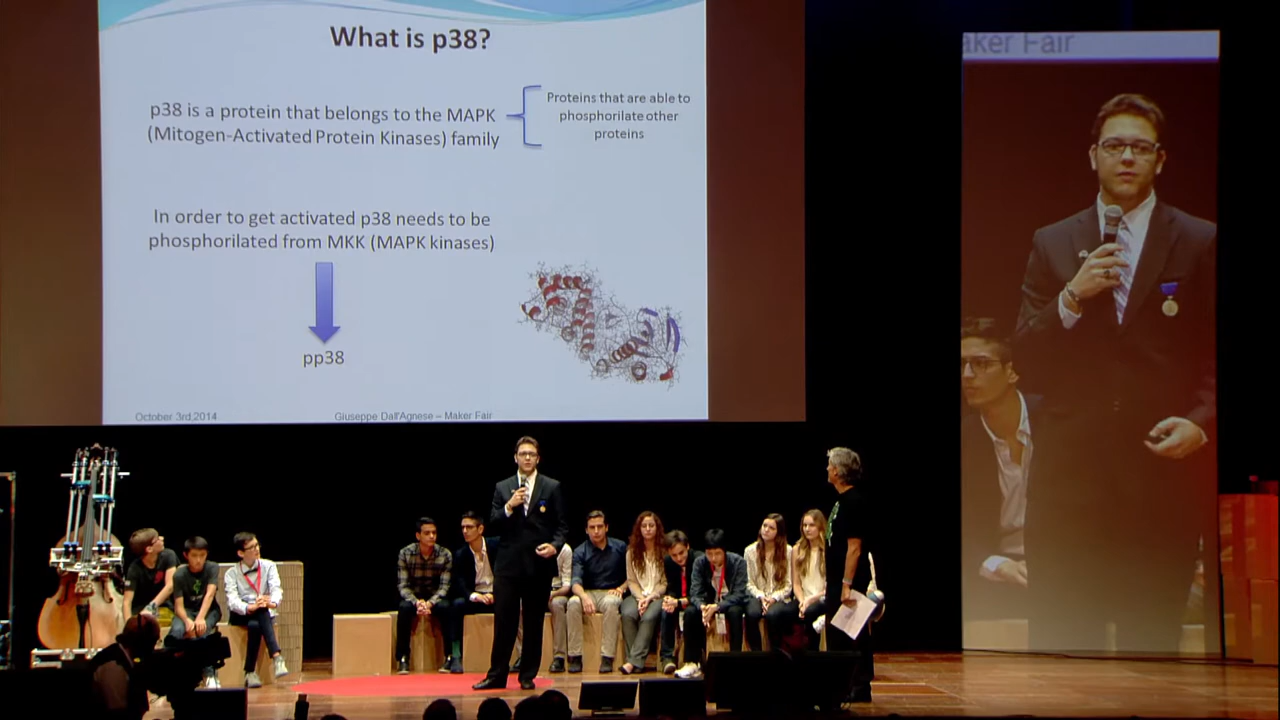 What is p38?
p38 is a protein that belongs to the MAPK
(Mitogen-Activated Protein Kinases) family
Proteins that are able to
phosphorilate other
proteins
In order to get activated p38 needs to be
phosphorilated from MKK (MAPK kinases)
pp38
October 3rd,2014
Giuseppe Dall'Agnese – Maker Fair
aker Fair